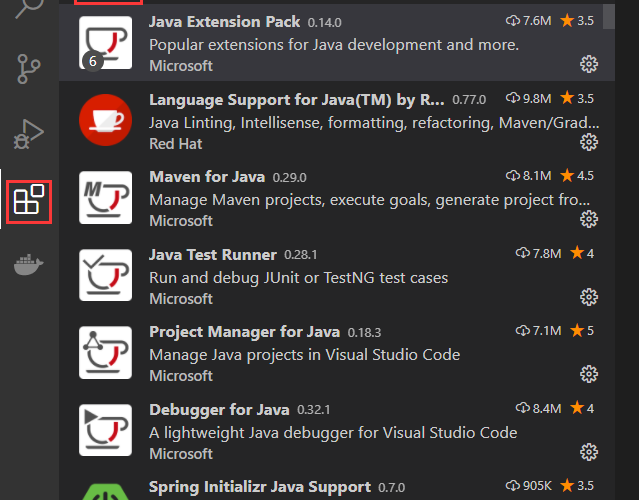 Java Extension Pack 0.14.0 7.6M 3.5
Popular extensions for Java development and more.
6 Microsoft
Language Support for Java(TM) by R... 0.77.0 9.8M 3.5
Java Linting, Intellisense, formatting, refactoring, Maven/Grad...
Red Hat
Maven for Java 0.29.0 8.1M 4.5
Manage Maven projects, execute goals, generate project fro...
Microsoft
Java Test Runner 0.28.1 7.8M 4
Run and debug JUnit or TestNG test cases
Microsoft
Project Manager for Java 0.18.3 7.1M 5
Manage Java projects in Visual Studio Code
Microsoft
Debugger for Java 0.32.1 8.4M 4
A lightweight Java debugger for Visual Studio Code
Microsoft
Spring Initializr Java Support 0.7.0 905K 3.5